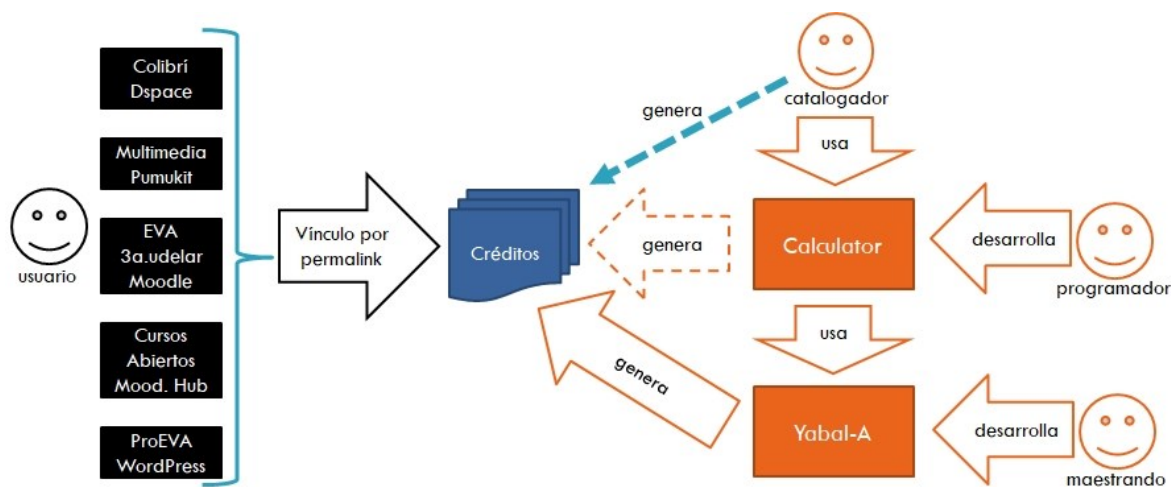 Colibrí
Dspace
Multimedia
Pumukit
EVA
3a.udelar
Moodle
Cursos
Abiertos
Mood. Hub
ProEVA
WordPress
usuario
Vínculo por
permalink
Créditos
genera
catalogador
usa
genera
Calculator
desarrolla
programador
usa
genera
Yabal-A
desarrolla
maestrando